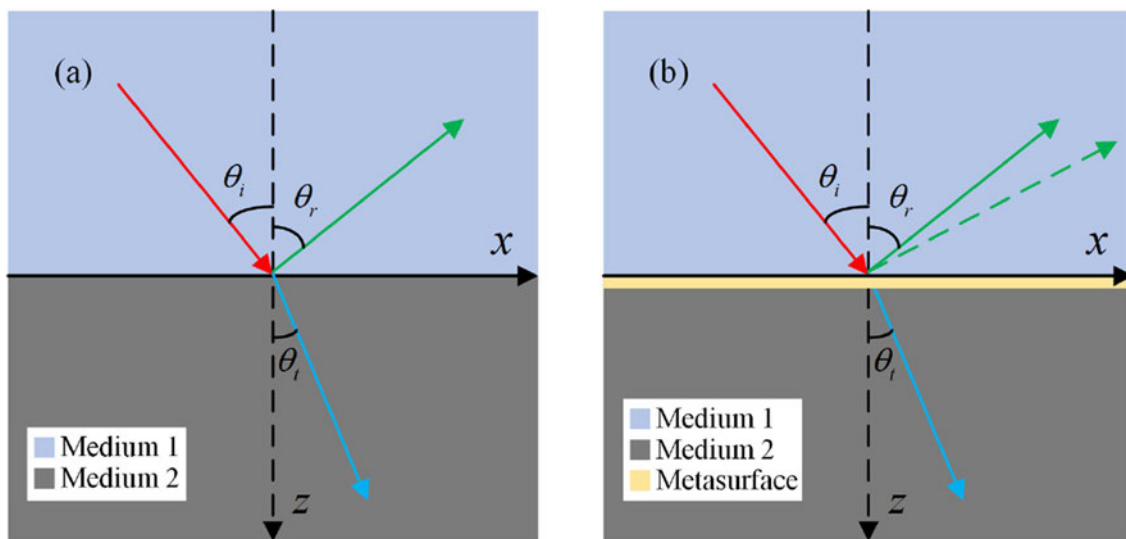 (a)
θi
θr
x
θt
Medium 1
Medium 2
z
(b)
θi
θr
x
θt
Medium 1
Medium 2
Metasurface
z